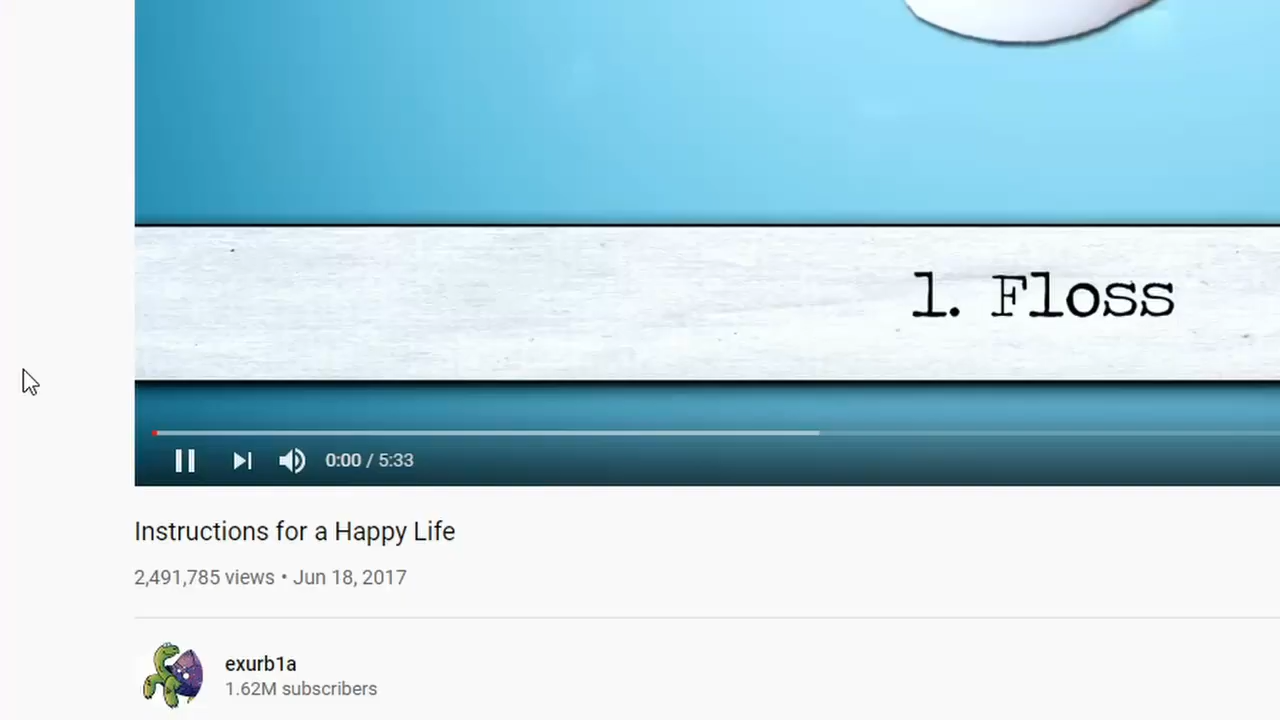 1. Floss
0:00 / 5:33
Instructions for a Happy Life
2,491,785 views • Jun 18, 2017
exurb1a
1.62M subscribers